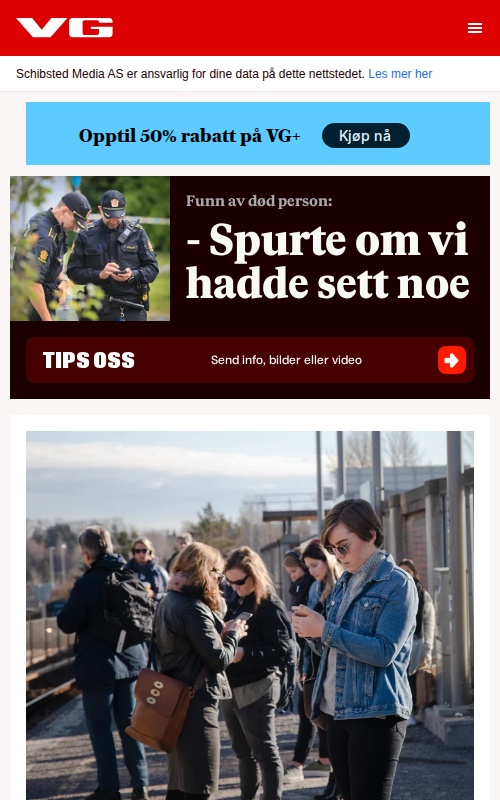 VG
Schibsted Media AS er ansvarlig for dine data på dette nettstedet. Les mer her
Opptil 50% rabatt på VG+
Kjøp nå
Funn av død person:
- Spurte om vi
hadde sett noe
TIPS OSS
Send info, bilder eller video